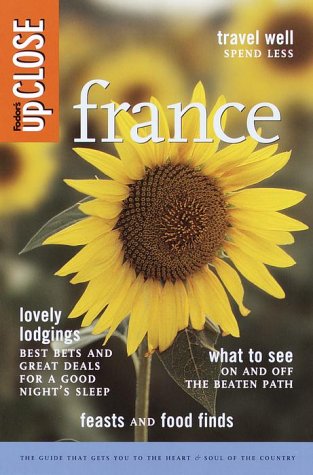 Fodor's
upCLOSE
travel well
SPEND LESS
france
lovely
lodgings
BEST BETS AND
GREAT DEALS
FOR A GOOD
NIGHT'S SLEEP
what to see
ON AND OFF
THE BEATEN PATH
feasts AND food finds
THE GUIDE THAT GETS YOU TO THE HEART & SOUL OF THE COUNTRY